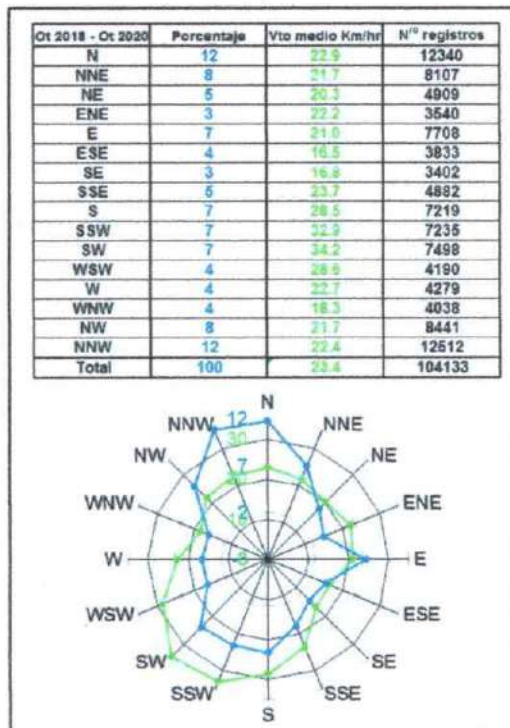 Ot 2018 - Ot 2020 Porcentaje Vto medio Km/hr Nº registros
N 12 22.9 12340
NNE 8 21.7 8107
NE 5 20.3 4909
ENE 3 22.2 3540
E 7 21.0 7708
ESE 4 16.5 3833
SE 3 16.8 3402
SSE 5 23.7 4882
S 7 28.5 7219
SSW 7 32.9 7235
SW 7 34.2 7498
WSW 4 28.6 4190
W 4 22.7 4279
WNW 4 18.3 4038
NW 8 21.7 8441
NNW 12 22.4 12512
Total 100 23.4 104133
N
NNW 12 NNE
30
NW 7 NE
WNW 2 ENE
W E
WSW ESE
SW SE
SSW SSE
S